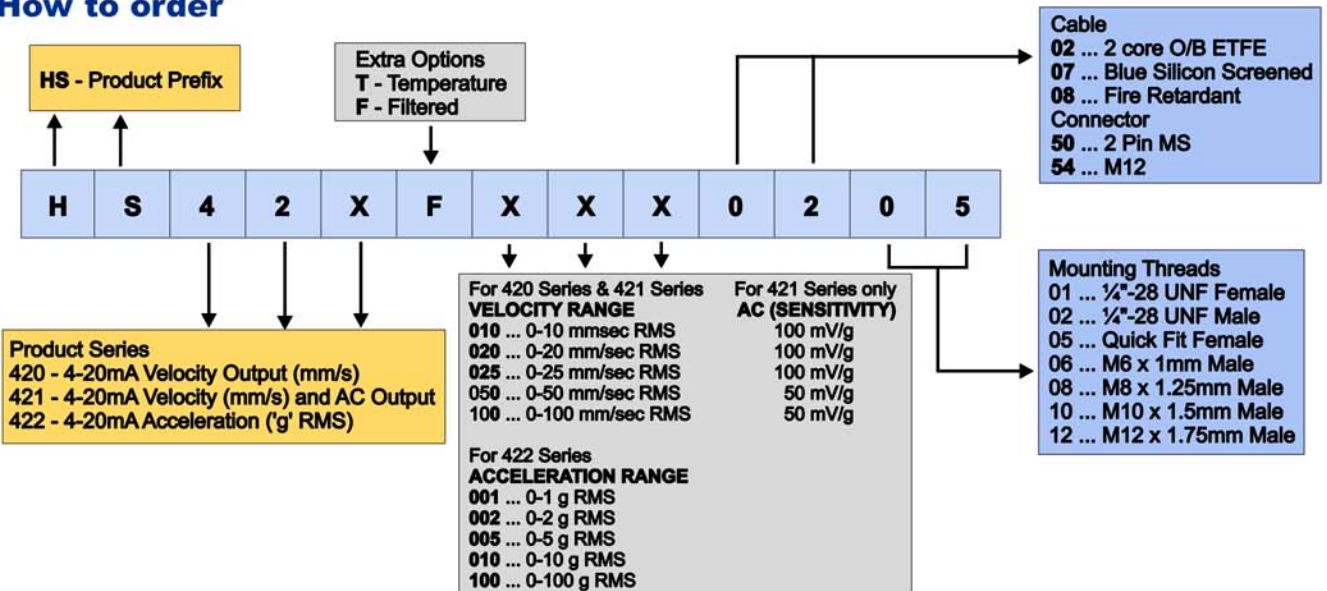 How to order
HS - Product Prefix
Extra Options
T - Temperature
F - Filtered
Cable
02 ... 2 core O/B ETFE
07 ... Blue Silicon Screened
08 ... Fire Retardant
Connector
50 ... 2 Pin MS
54 ... M12
H S 4 2 X F X X X 0 2 0 5
Product Series
420 - 4-20mA Velocity Output (mm/s)
421 - 4-20mA Velocity (mm/s) and AC Output
422 - 4-20mA Acceleration ('g' RMS)
For 420 Series & 421 Series For 421 Series only
VELOCITY RANGE AC (SENSITIVITY)
010 ... 0-10 mmsec RMS 100 mV/g
020 ... 0-20 mm/sec RMS 100 mV/g
025 ... 0-25 mm/sec RMS 100 mV/g
050 ... 0-50 mm/sec RMS 50 mV/g
100 ... 0-100 mm/sec RMS 50 mV/g
For 422 Series
ACCELERATION RANGE
001 ... 0-1 g RMS
002 ... 0-2 g RMS
005 ... 0-5 g RMS
010 ... 0-10 g RMS
100 ... 0-100 g RMS
Mounting Threads
01 ... ¼"-28 UNF Female
02 ... ¼"-28 UNF Male
05 ... Quick Fit Female
06 ... M6 x 1mm Male
08 ... M8 x 1.25mm Male
10 ... M10 x 1.5mm Male
12 ... M12 x 1.75mm Male